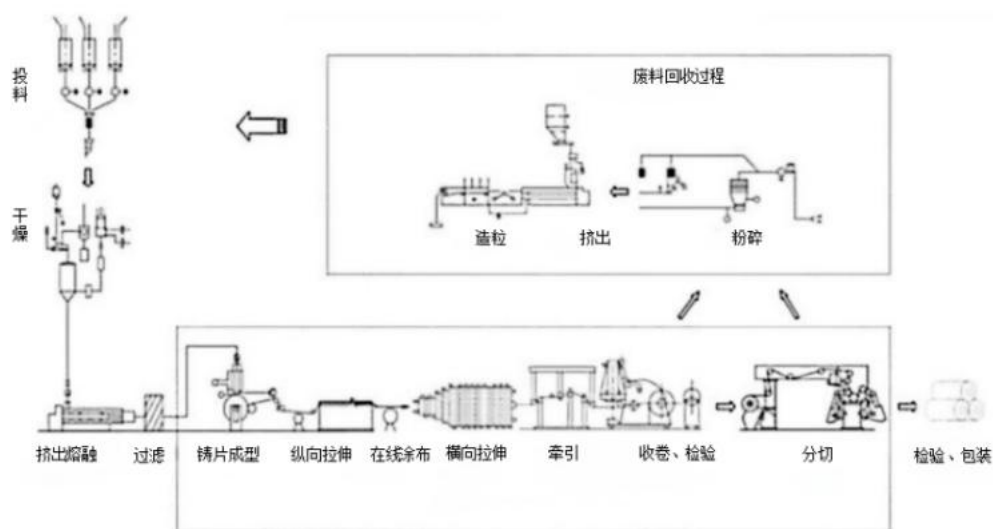 投料
废料回收过程
造粒
挤出
粉碎
干燥
挤出熔融
过滤
铸片成型
纵向拉伸
在线涂布
横向拉伸
牵引
收卷、检验
分切
检验、包装